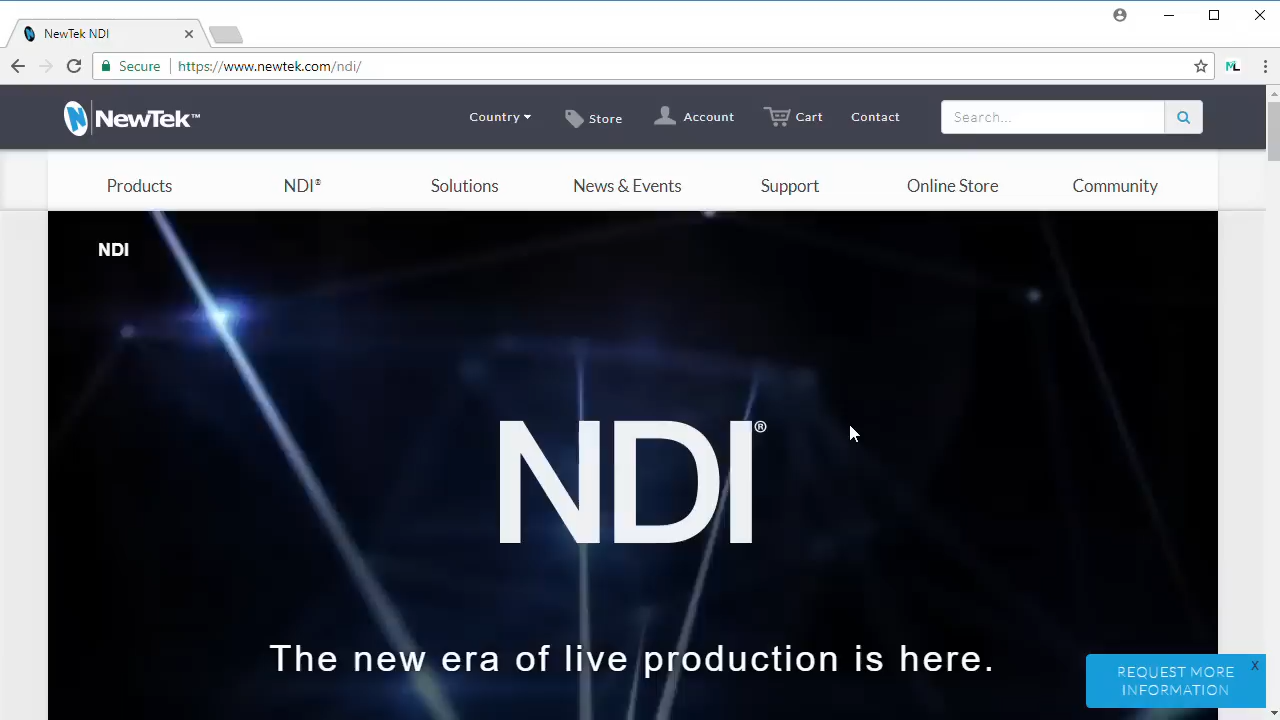 NewTek NDI
Secure https://www.newtek.com/ndi/
NewTek™
Country Store Account Cart Contact Search...
Products NDI® Solutions News & Events Support Online Store Community
NDI
NDI®
The new era of live production is here.
X
REQUEST MORE
INFORMATION